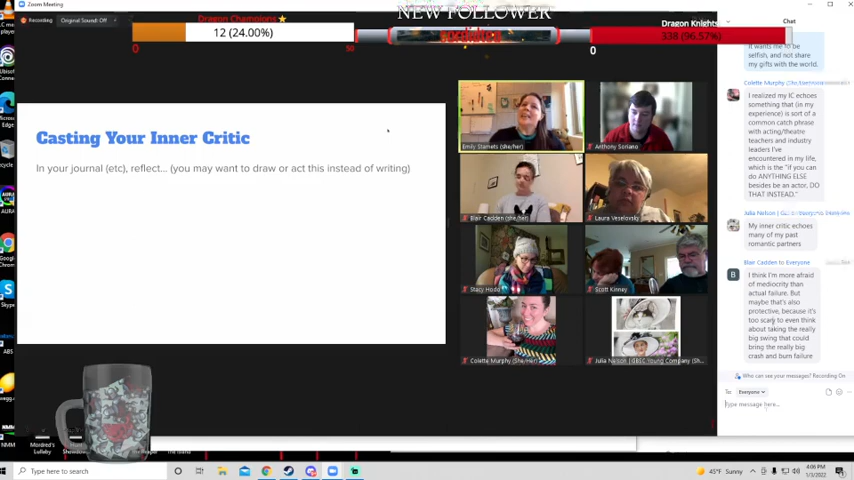 Zoom Meeting
Recording
Original Sound: Off
Dragon Champions
12 (24.00%)
0
50
NEW FOLLOWER
Dragon Knights
338 (96.57%)
0
Chat
It wants me to be
selfish, and not share
my gifts with the world.
I realized my IC echoes
something that (in my
experience) is sort of a
common catch phrase
with acting/theatre
teachers and industry
leaders I've
encountered in my life,
which is the "if you can
do ANYTHING ELSE
besides be an actor, DO
THAT INSTEAD."
My inner critic echoes
many of my past
romantic partners
Blair Cadden to Everyone
B
I think I'm more afraid
of mediocrity than
actual failure. But
maybe that's also
protective, because it's
too scary to even think
about taking the really
big swing that could
bring the really big
crash and burn failure
Who can see your messages? Recording On
To:
Everyone
Type message here...
Casting Your Inner Critic
In your journal (etc), reflect... (you may want to draw or act this instead of writing)
Emily Stamets (she/her)
Anthony Soriano
Blair Cadden (she/her)
Laura Veselovsky
Stacy Hodd
Scott Kinney
Colette Murphy (She/Her)
Julia Nelson | GBSC Young Company (Sh...
Mordred's
Lullaby
Type here to search
45°F Sunny
4:06 PM
1/3/2022